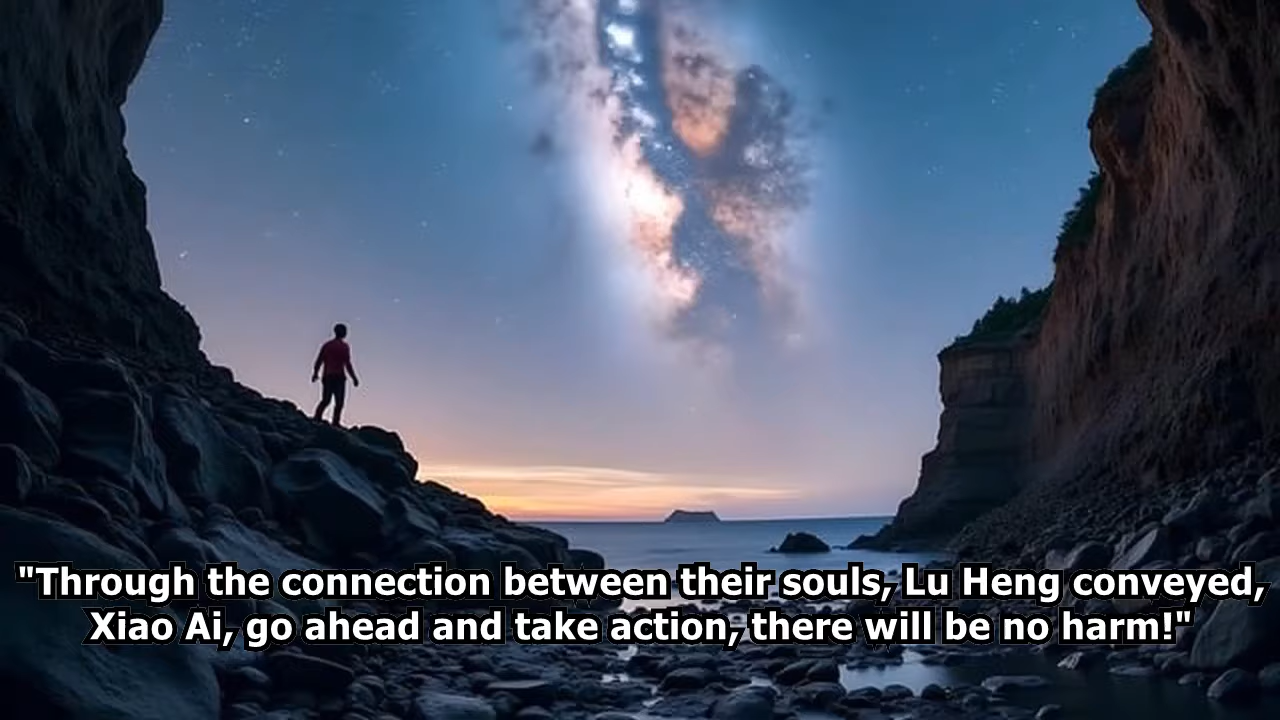 "Through the connection between their souls, Lu Heng conveyed,
Xiao Ai, go ahead and take action, there will be no harm!"